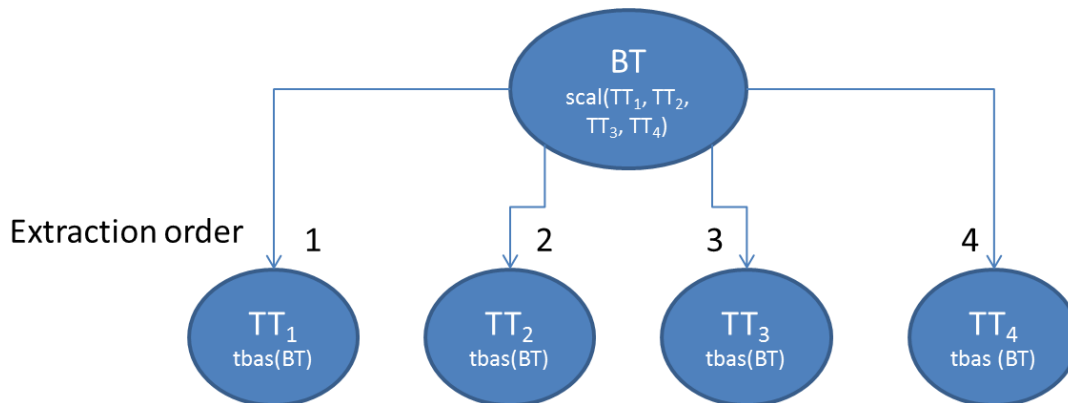 BT
scal(TT₁, TT₂,
TT₃, TT₄)
Extraction order
1
2
3
4
TT₁
tbas(BT)
TT₂
tbas(BT)
TT₃
tbas(BT)
TT₄
tbas (BT)